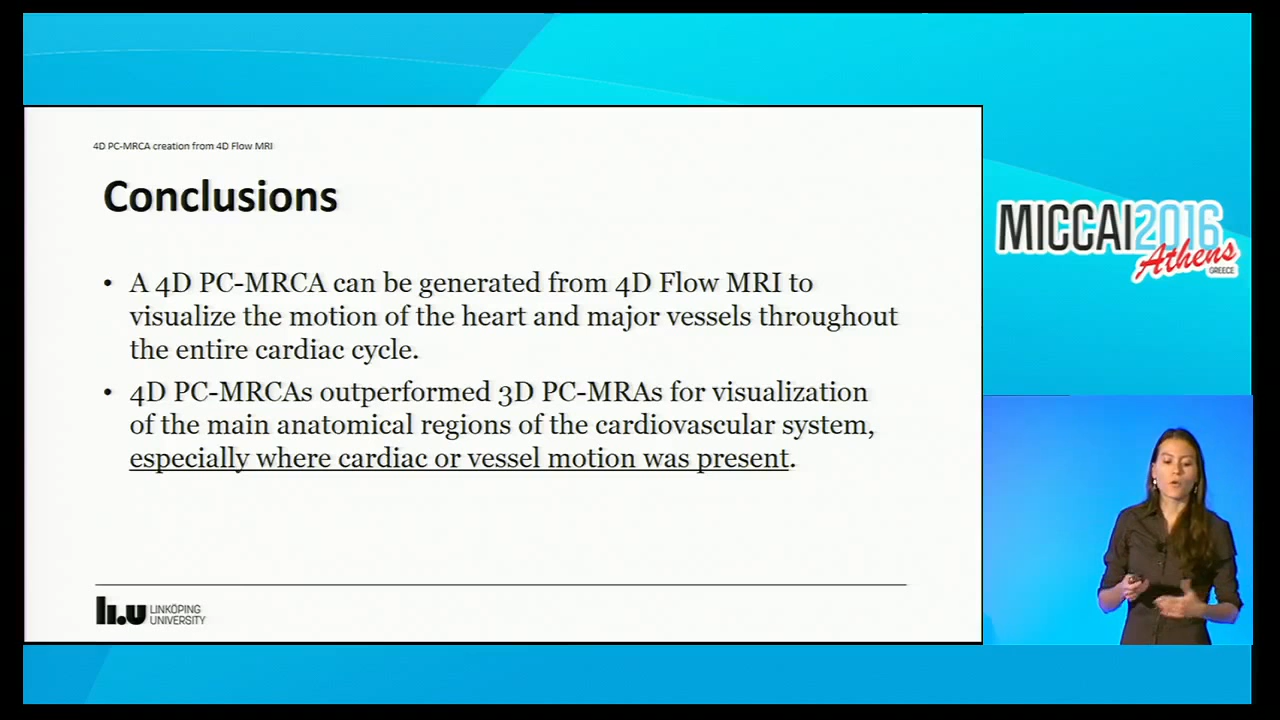 4D PC-MRCA creation from 4D Flow MRI
Conclusions
• A 4D PC-MRCA can be generated from 4D Flow MRI to
visualize the motion of the heart and major vessels throughout
the entire cardiac cycle.
• 4D PC-MRCAs outperformed 3D PC-MRAs for visualization
of the main anatomical regions of the cardiovascular system,
especially where cardiac or vessel motion was present.
li.u LINKÖPING
UNIVERSITY
MICCAI2016
Athens
GREECE